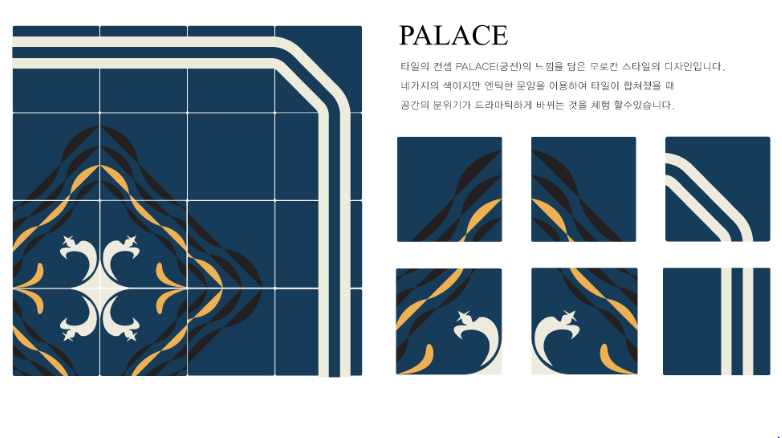 PALACE
타일의 컨셉 PALACE(궁전)의 느낌을 담은 모로칸 스타일의 디자인입니다.
네가지의 색이지만 엔틱한 문양을 이용하여 타일이 합쳐졌을 때
공간의 분위기가 드라마틱하게 바뀌는 것을 체험 할수있습니다.